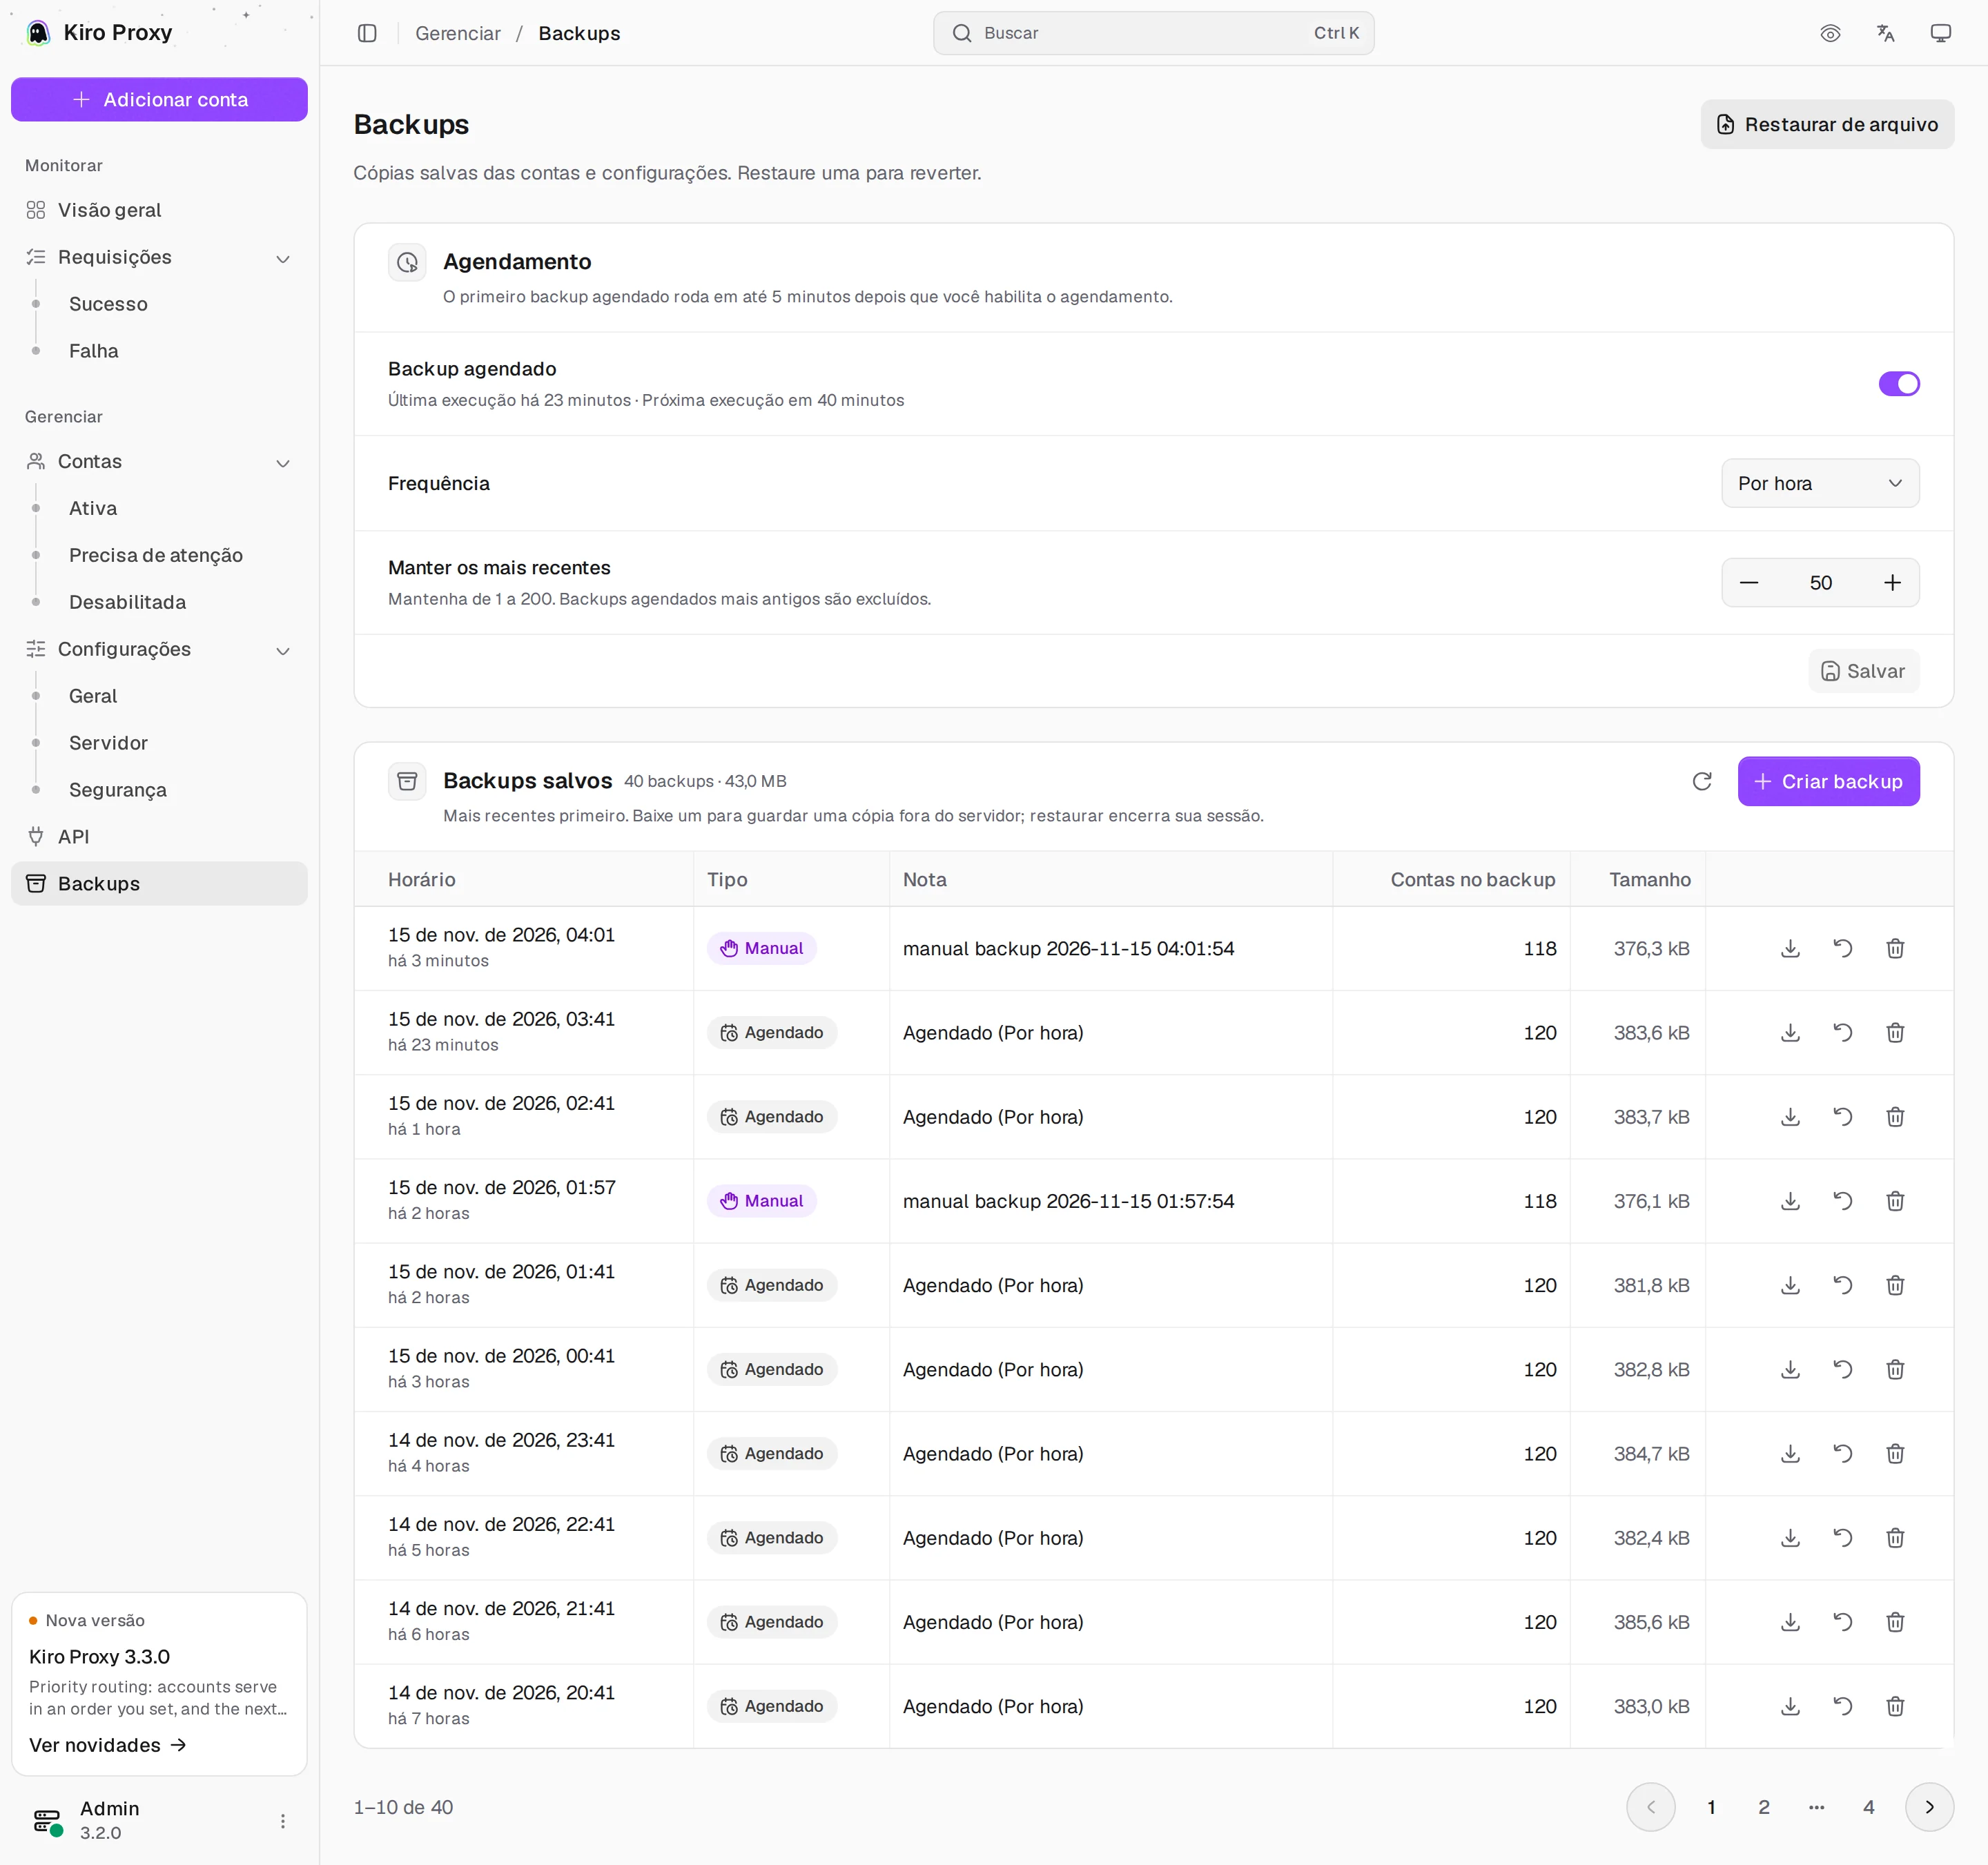 Kiro Proxy
Adicionar conta
Monitorar
Visão geral
Requisições
Sucesso
Falha
Gerenciar
Contas
Ativa
Precisa de atenção
Desabilitada
Configurações
Geral
Servidor
Segurança
API
Backups
Nova versão
Kiro Proxy 3.3.0
Priority routing: accounts serve
in an order you set, and the next...
Ver novidades →
Admin
3.2.0
Gerenciar / Backups
Buscar Ctrl K
Backups
Restaurar de arquivo
Cópias salvas das contas e configurações. Restaure uma para reverter.
Agendamento
O primeiro backup agendado roda em até 5 minutos depois que você habilita o agendamento.
Backup agendado
Última execução há 23 minutos · Próxima execução em 40 minutos
Frequência
Por hora
Manter os mais recentes
Mantenha de 1 a 200. Backups agendados mais antigos são excluídos.
50
Salvar
Backups salvos 40 backups · 43,0 MB
Criar backup
Mais recentes primeiro. Baixe um para guardar uma cópia fora do servidor; restaurar encerra sua sessão.
Horário Tipo Nota Contas no backup Tamanho
15 de nov. de 2026, 04:01
há 3 minutos
Manual manual backup 2026-11-15 04:01:54 118 376,3 kB
15 de nov. de 2026, 03:41
há 23 minutos
Agendado Agendado (Por hora) 120 383,6 kB
15 de nov. de 2026, 02:41
há 1 hora
Agendado Agendado (Por hora) 120 383,7 kB
15 de nov. de 2026, 01:57
há 2 horas
Manual manual backup 2026-11-15 01:57:54 118 376,1 kB
15 de nov. de 2026, 01:41
há 2 horas
Agendado Agendado (Por hora) 120 381,8 kB
15 de nov. de 2026, 00:41
há 3 horas
Agendado Agendado (Por hora) 120 382,8 kB
14 de nov. de 2026, 23:41
há 4 horas
Agendado Agendado (Por hora) 120 384,7 kB
14 de nov. de 2026, 22:41
há 5 horas
Agendado Agendado (Por hora) 120 382,4 kB
14 de nov. de 2026, 21:41
há 6 horas
Agendado Agendado (Por hora) 120 385,6 kB
14 de nov. de 2026, 20:41
há 7 horas
Agendado Agendado (Por hora) 120 383,0 kB
1–10 de 40
1 2 ... 4